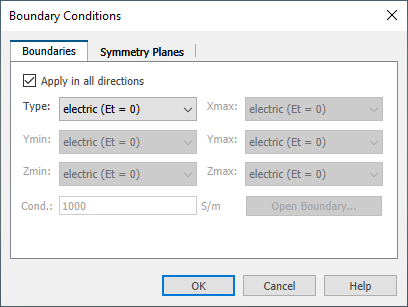 Boundary Conditions
Boundaries Symmetry Planes
Apply in all directions
Type: electric (Et = 0) Xmax: electric (Et = 0)
Ymin: electric (Et = 0) Ymax: electric (Et = 0)
Zmin: electric (Et = 0) Zmax: electric (Et = 0)
Cond.: 1000 S/m Open Boundary...
OK Cancel Help